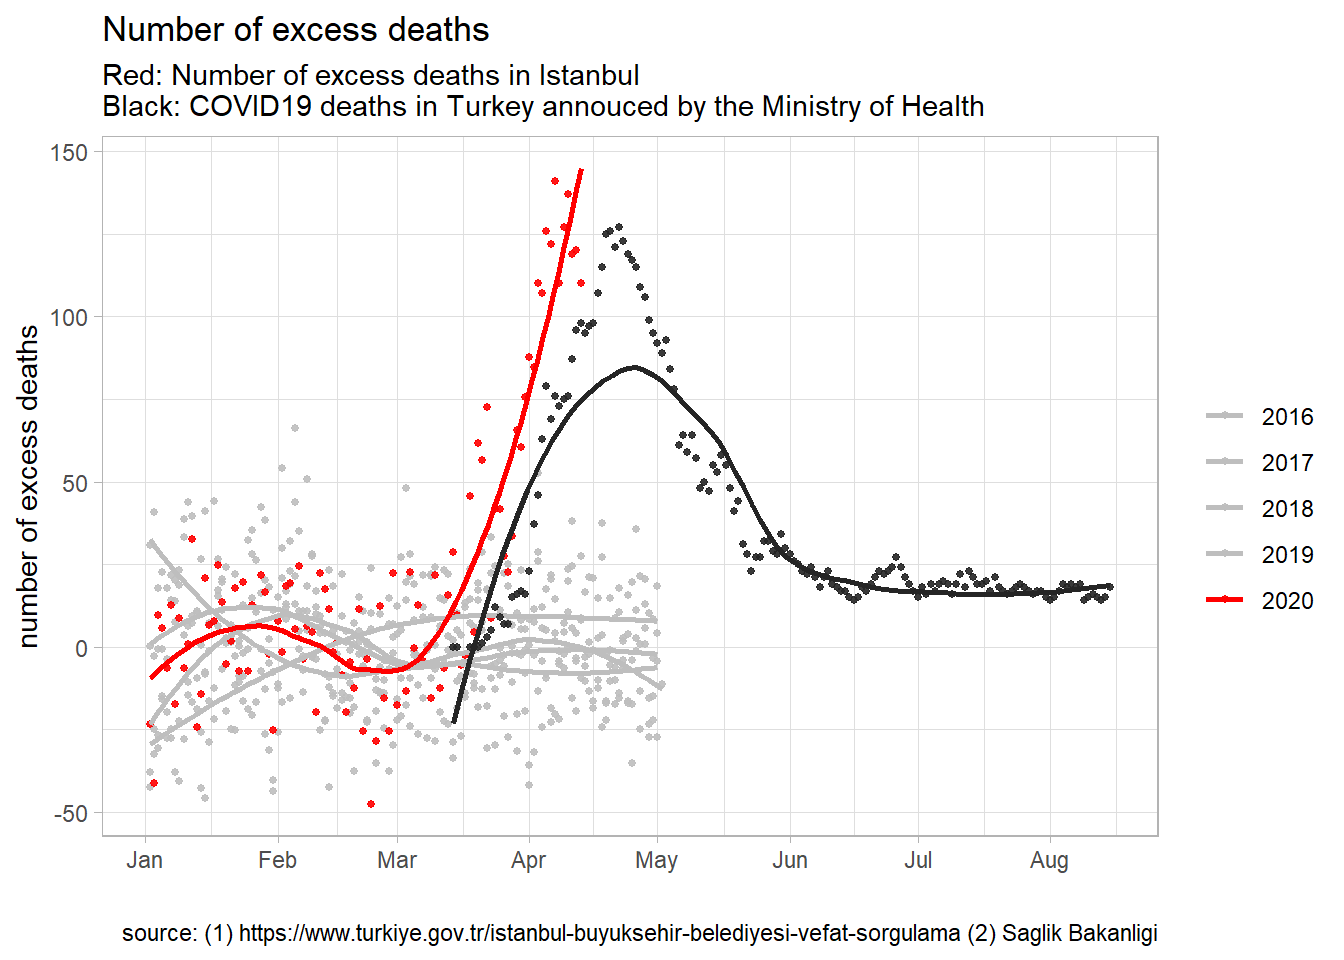 Number of excess deaths
Red: Number of excess deaths in Istanbul
Black: COVID19 deaths in Turkey annouced by the Ministry of Health
number of excess deaths
150
100
50
0
-50
Jan Feb Mar Apr May Jun Jul Aug
2016
2017
2018
2019
2020
source: (1) https://www.turkiye.gov.tr/istanbul-buyuksehir-belediyesi-vefat-sorgulama (2) Saglik Bakanligi